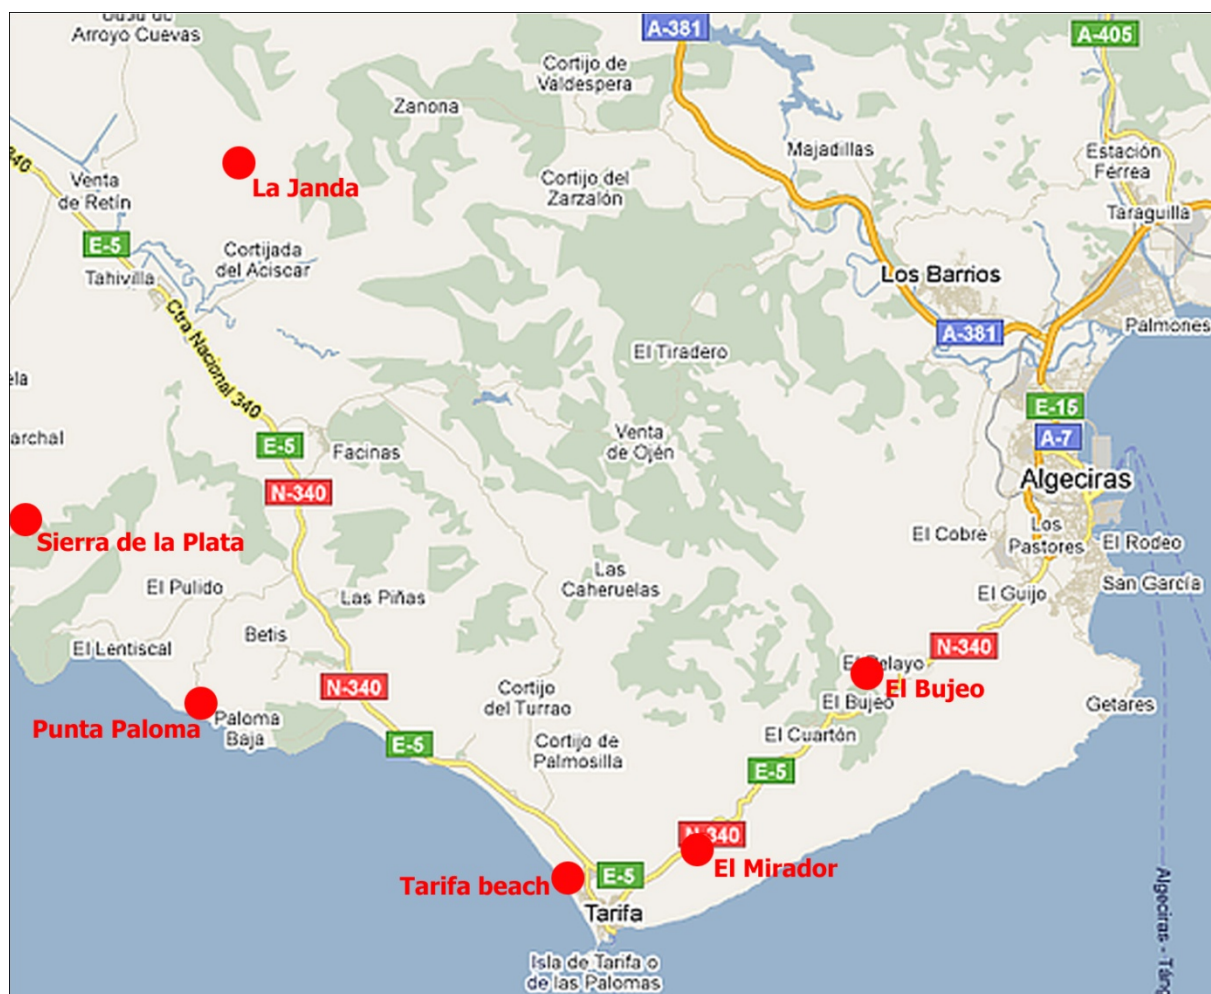 Arroyo Cuevas
A-381
A-405
Cortijo de
Valdespera
Zanona
Majadillas
340
Estación
Férrea
La Janda
Venta
de Retín
Cortijo del
Zarzalón
Taraguilla
E-5
Cortijada
del Aciscar
Tahivilla
Los Barrios
Ctra Nacional 340
A-381
Palmones
El Tiradero
ela
E-15
A-7
archal
E-5
Facinas
Venta
de Ojén
Algeciras
N-340
Sierra de la Plata
El Cobre
Los
Pastores
El Rodeo
Las
Caheruelas
San García
El Pulido
Las Piñas
El Guijo
El Lentiscal
Betis
N-340
El Pelayo
El Bujeo
N-340
Cortijo
del Turrao
El Bujeo
Getares
Punta Paloma
Paloma
Baja
E-5
Cortijo de
Palmosilla
El Cuartón
E-5
N-340
El Mirador
Tarifa beach
E-5
Tarifa
Isla de Tarifa o
de las Palomas
Algeciras - Táng